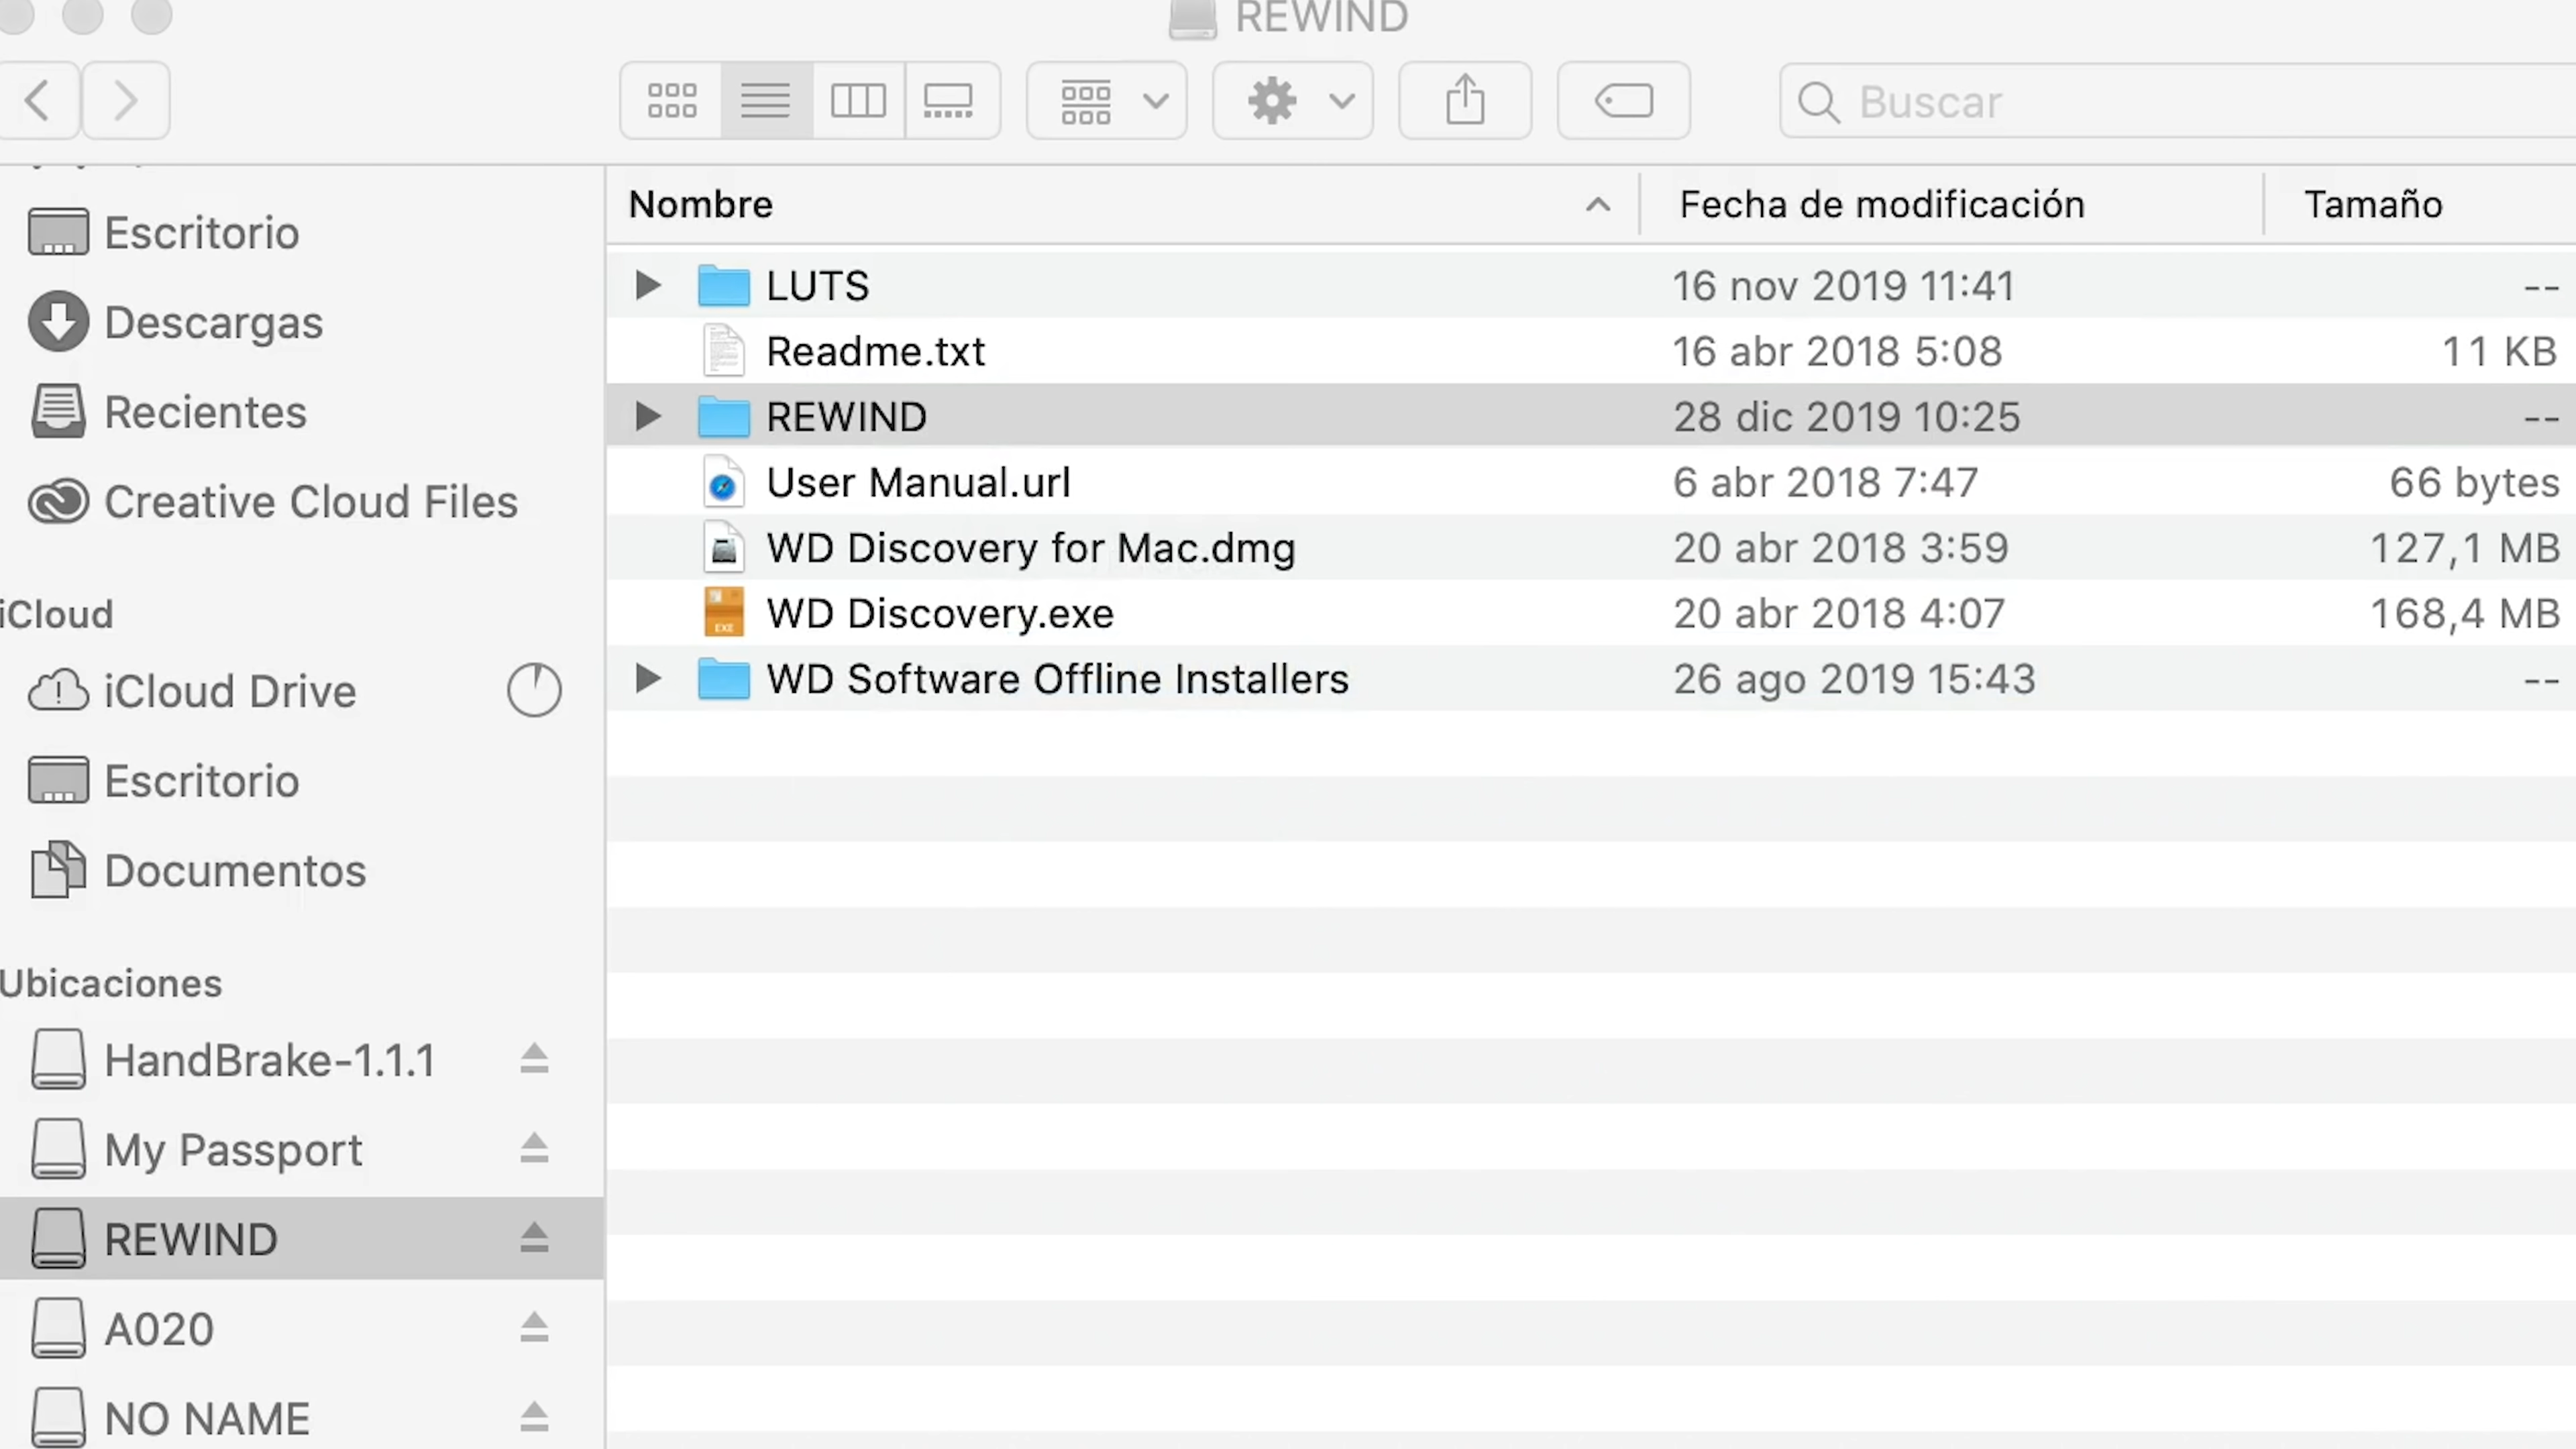 REWIND
Buscar
Nombre Fecha de modificación Tamaño
LUTS 16 nov 2019 11:41 --
Readme.txt 16 abr 2018 5:08 11 KB
REWIND 28 dic 2019 10:25 --
User Manual.url 6 abr 2018 7:47 66 bytes
WD Discovery for Mac.dmg 20 abr 2018 3:59 127,1 MB
EXE WD Discovery.exe 20 abr 2018 4:07 168,4 MB
WD Software Offline Installers 26 ago 2019 15:43 --
Escritorio
Descargas
Recientes
Creative Cloud Files
iCloud
iCloud Drive
Escritorio
Documentos
Ubicaciones
HandBrake-1.1.1
My Passport
REWIND
A020
NO NAME